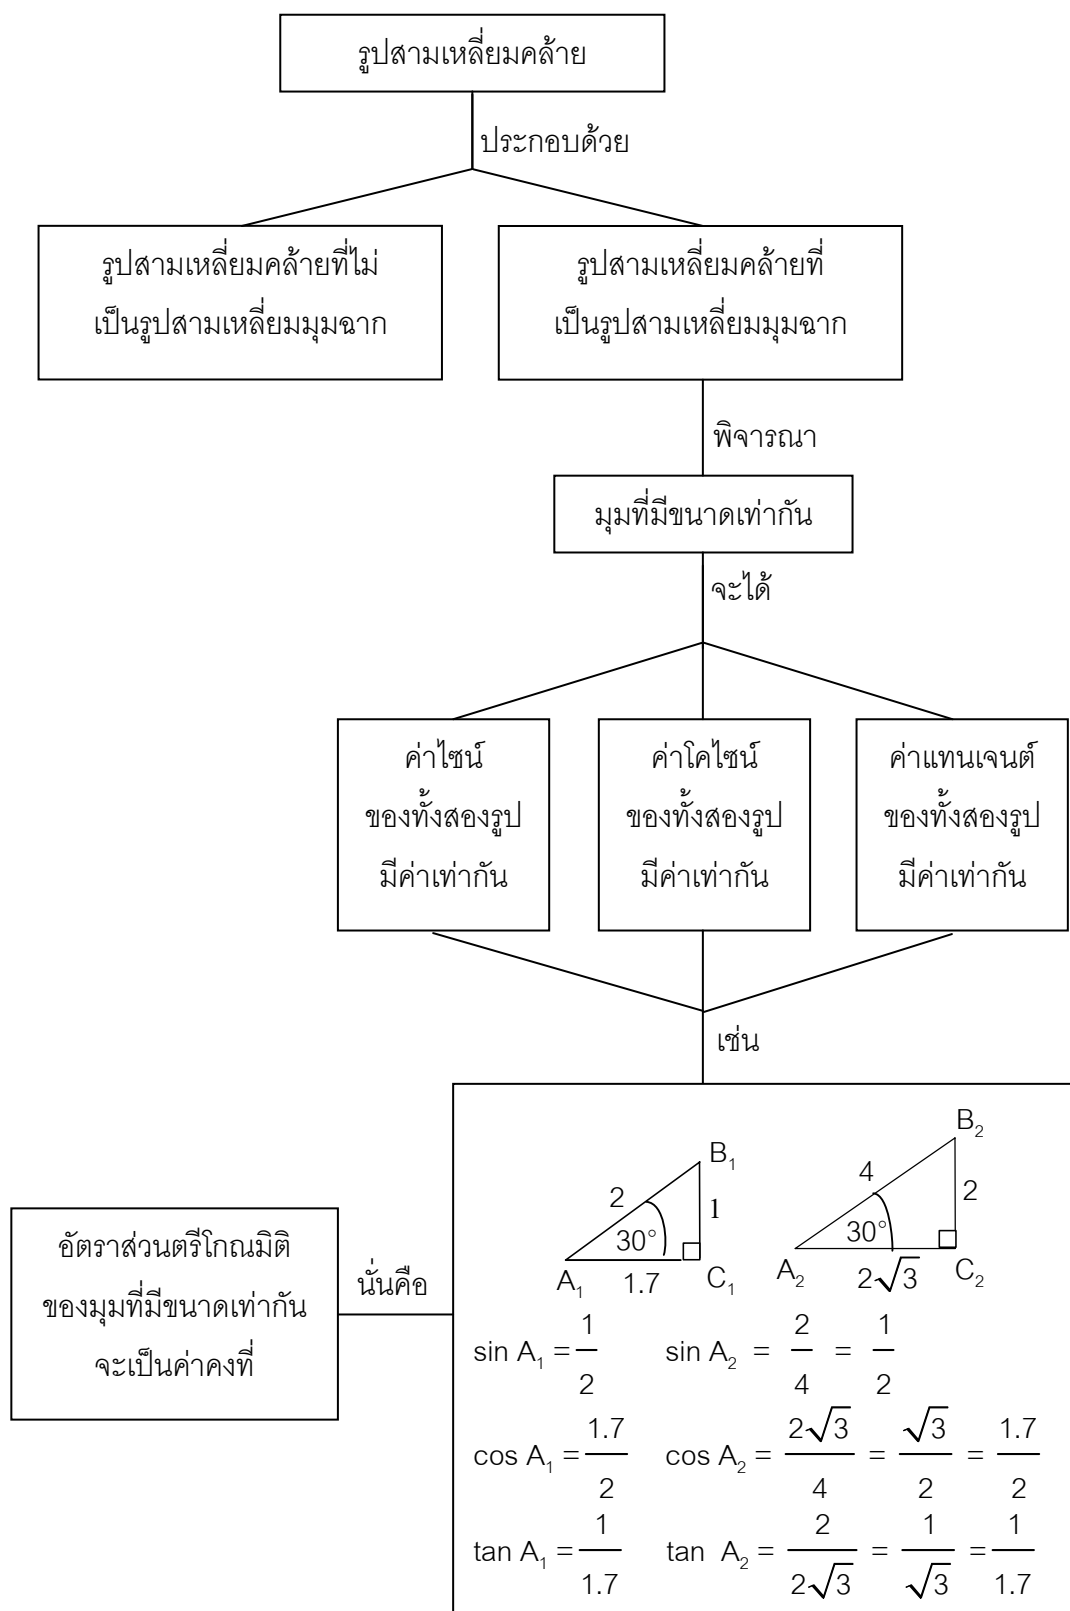 รูปสามเหลี่ยมคล้าย
ประกอบด้วย
รูปสามเหลี่ยมคล้ายที่ไม่
เป็นรูปสามเหลี่ยมมุมฉาก
รูปสามเหลี่ยมคล้ายที่
เป็นรูปสามเหลี่ยมมุมฉาก
พิจารณา
มุมที่มีขนาดเท่ากัน
จะได้
ค่าไซน์
ของทั้งสองรูป
มีค่าเท่ากัน
ค่าโคไซน์
ของทั้งสองรูป
มีค่าเท่ากัน
ค่าแทนเจนต์
ของทั้งสองรูป
มีค่าเท่ากัน
เช่น
อัตราส่วนตรีโกณมิติ
ของมุมที่มีขนาดเท่ากัน
จะเป็นค่าคงที่
นั่นคือ
B₁
2
1
30°
A₁
1.7
C₁
B₂
4
2
30°
A₂
2√3
C₂
sin A₁ = 1/2
sin A₂ = 2/4 = 1/2
cos A₁ = 1.7/2
cos A₂ = 2√3/4 = √3/2 = 1.7/2
tan A₁ = 1/1.7
tan A₂ = 2/2√3 = 1/√3 = 1/1.7